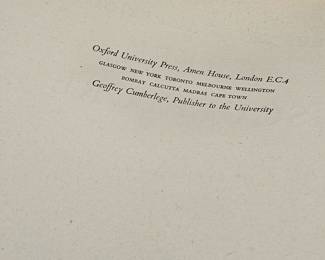 Oxford University Press, Amen House, London E.C.4
GLASGOW NEW YORK TORONTO MELBOURNE WELLINGTON
BOMBAY CALCUTTA MADRAS CAPE TOWN
Geoffrey Cumberlege, Publisher to the University